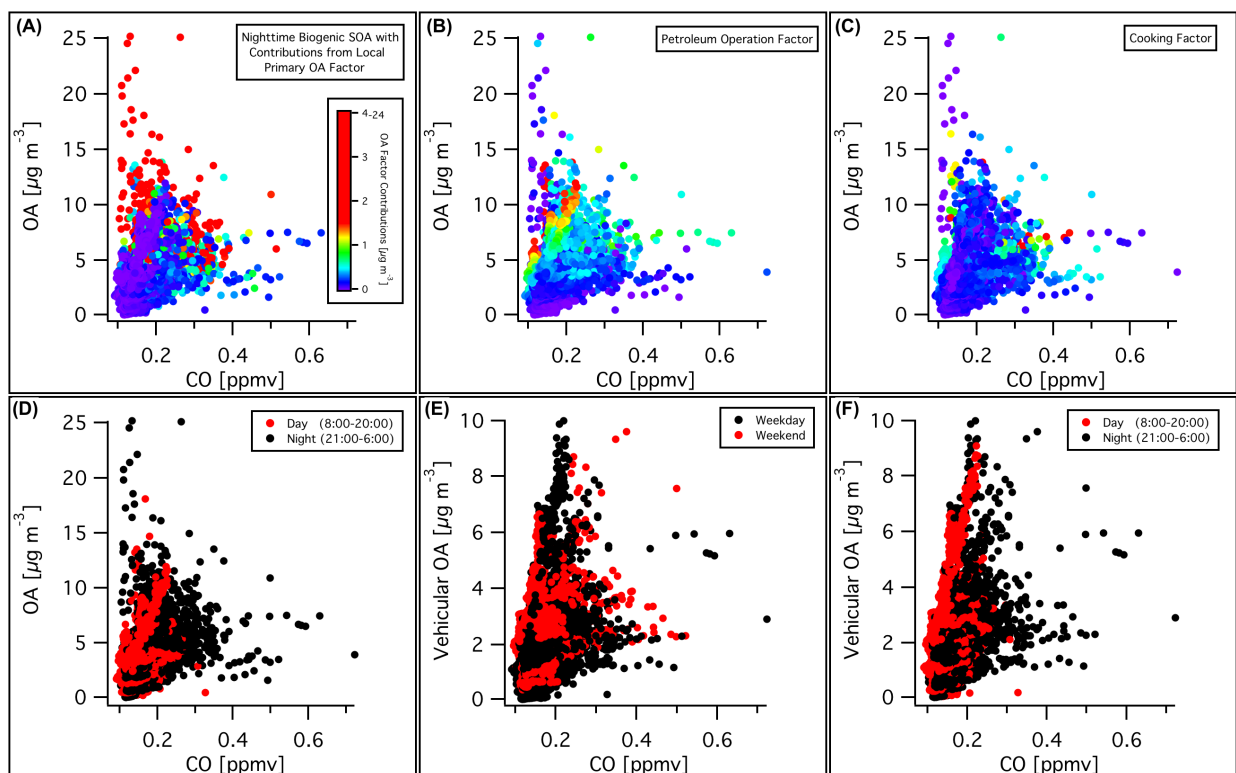 (A)
Nighttime Biogenic SOA with
Contributions from Local
Primary OA Factor
25
20
15
10
5
0
OA [µg m⁻³]
4-24
3
2
1
0
OA Factor Contributions [µg m⁻³]
0.2 0.4 0.6
CO [ppmv]
(B)
Petroleum Operation Factor
25
20
15
10
5
0
OA [µg m⁻³]
0.2 0.4 0.6
CO [ppmv]
(C)
Cooking Factor
25
20
15
10
5
0
OA [µg m⁻³]
0.2 0.4 0.6
CO [ppmv]
(D)
Day (8:00-20:00)
Night (21:00-6:00)
25
20
15
10
5
0
OA [µg m⁻³]
0.2 0.4 0.6
CO [ppmv]
(E)
Weekday
Weekend
10
8
6
4
2
0
Vehicular OA [µg m⁻³]
0.2 0.4 0.6
CO [ppmv]
(F)
Day (8:00-20:00)
Night (21:00-6:00)
10
8
6
4
2
0
Vehicular OA [µg m⁻³]
0.2 0.4 0.6
CO [ppmv]